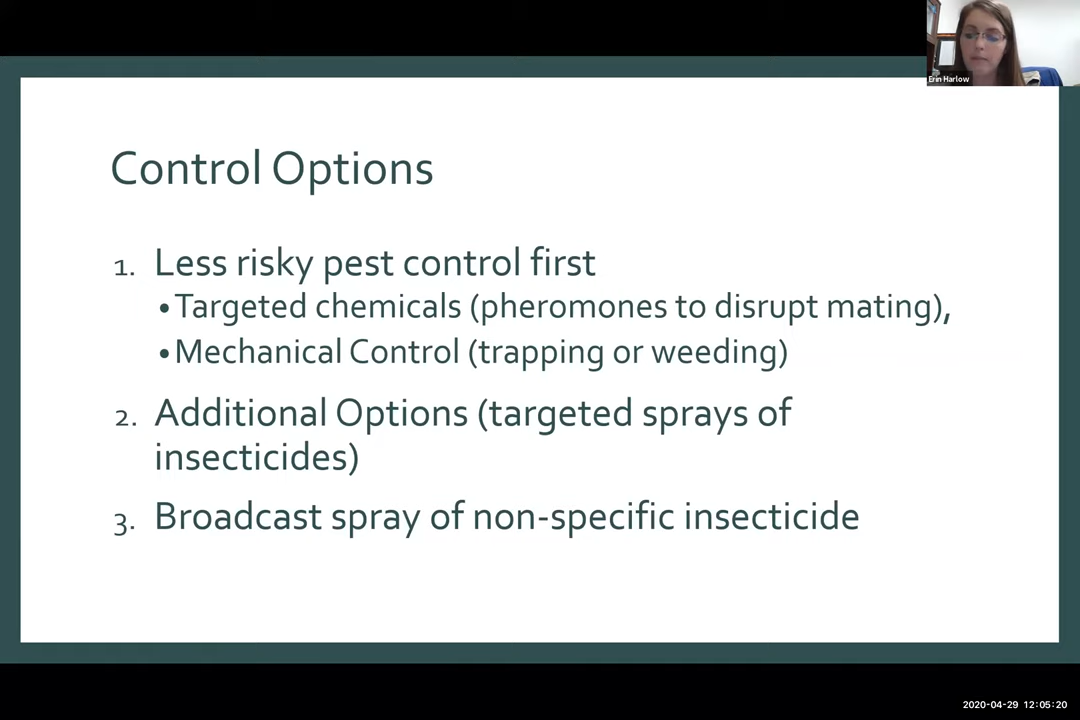 Erin Harlow
Control Options
1. Less risky pest control first
•Targeted chemicals (pheromones to disrupt mating),
•Mechanical Control (trapping or weeding)
2. Additional Options (targeted sprays of
insecticides)
3. Broadcast spray of non-specific insecticide
2020-04-29 12:05:20